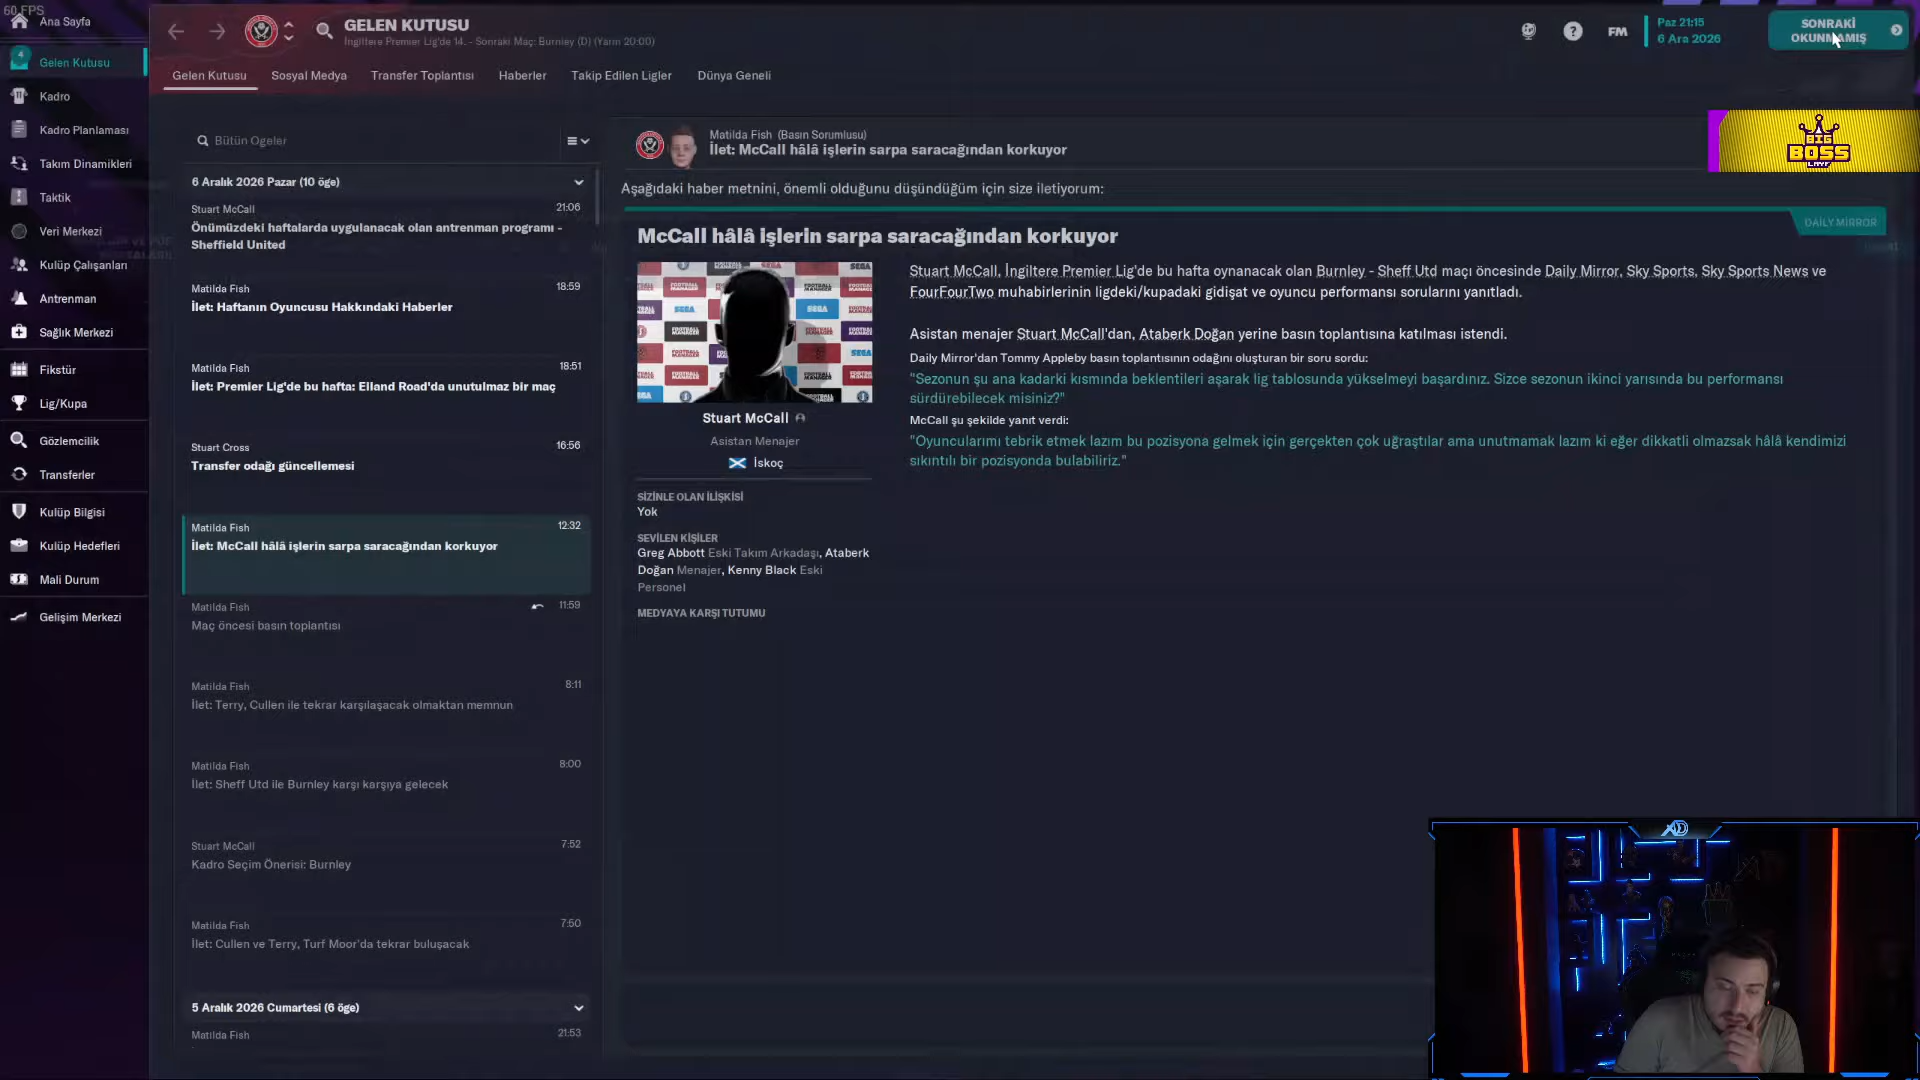 60 FPS
Ana Sayfa
4
Gelen Kutusu
Kadro
Kadro Planlaması
Takım Dinamikleri
Taktik
Veri Merkezi
Kulüp Çalışanları
Antrenman
Sağlık Merkezi
Fikstür
Lig/Kupa
Gözlemcilik
Transferler
Kulüp Bilgisi
Kulüp Hedefleri
Mali Durum
Gelişim Merkezi
GELEN KUTUSU
İngiltere Premier Lig'de 14. - Sonraki Maç: Burnley (D) (Yarın 20:00)
FM
Paz 21:15
6 Ara 2026
SONRAKİ
OKUNMAMIŞ
Gelen Kutusu
Sosyal Medya
Transfer Toplantısı
Haberler
Takip Edilen Ligler
Dünya Geneli
Bütün Ögeler
6 Aralık 2026 Pazar (10 öge)
Stuart McCall 21:06
Önümüzdeki haftalarda uygulanacak olan antrenman programı -
Sheffield United
Matilda Fish 18:59
İlet: Haftanın Oyuncusu Hakkındaki Haberler
Matilda Fish 18:51
İlet: Premier Lig'de bu hafta: Elland Road'da unutulmaz bir maç
Stuart Cross 16:56
Transfer odağı güncellemesi
Matilda Fish 12:32
İlet: McCall hâlâ işlerin sarpa saracağından korkuyor
Matilda Fish 11:59
Maç öncesi basın toplantısı
Matilda Fish 8:11
İlet: Terry, Cullen ile tekrar karşılaşacak olmaktan memnun
Matilda Fish 8:00
İlet: Sheff Utd ile Burnley karşı karşıya gelecek
Stuart McCall 7:52
Kadro Seçim Önerisi: Burnley
Matilda Fish 7:50
İlet: Cullen ve Terry, Turf Moor'da tekrar buluşacak
5 Aralık 2026 Cumartesi (6 öge)
Matilda Fish 21:53
Matilda Fish (Basın Sorumlusu)
İlet: McCall hâlâ işlerin sarpa saracağından korkuyor
BIG
BOSS
Aşağıdaki haber metnini, önemli olduğunu düşündüğüm için size iletiyorum:
DAILY MIRROR
McCall hâlâ işlerin sarpa saracağından korkuyor
Stuart McCall, İngiltere Premier Lig'de bu hafta oynanacak olan Burnley - Sheff Utd maçı öncesinde Daily Mirror, Sky Sports, Sky Sports News ve
FourFourTwo muhabirlerinin ligdeki/kupadaki gidişat ve oyuncu performansı sorularını yanıtladı.
Asistan menajer Stuart McCall'dan, Ataberk Doğan yerine basın toplantısına katılması istendi.
Daily Mirror'dan Tommy Appleby basın toplantısının odağını oluşturan bir soru sordu:
"Sezonun şu ana kadarki kısmında beklentileri aşarak lig tablosunda yükselmeyi başardınız. Sizce sezonun ikinci yarısında bu performansı
sürdürebilecek misiniz?"
McCall şu şekilde yanıt verdi:
"Oyuncularımı tebrik etmek lazım bu pozisyona gelmek için gerçekten çok uğraştılar ama unutmamak lazım ki eğer dikkatli olmazsak hâlâ kendimizi
sıkıntılı bir pozisyonda bulabiliriz."
Stuart McCall
Asistan Menajer
İskoç
SİZİNLE OLAN İLİŞKİSİ
Yok
SEVİLEN KİŞİLER
Greg Abbott Eski Takım Arkadaşı, Ataberk
Doğan Menajer, Kenny Black Eski
Personel
MEDYAYA KARŞI TUTUMU